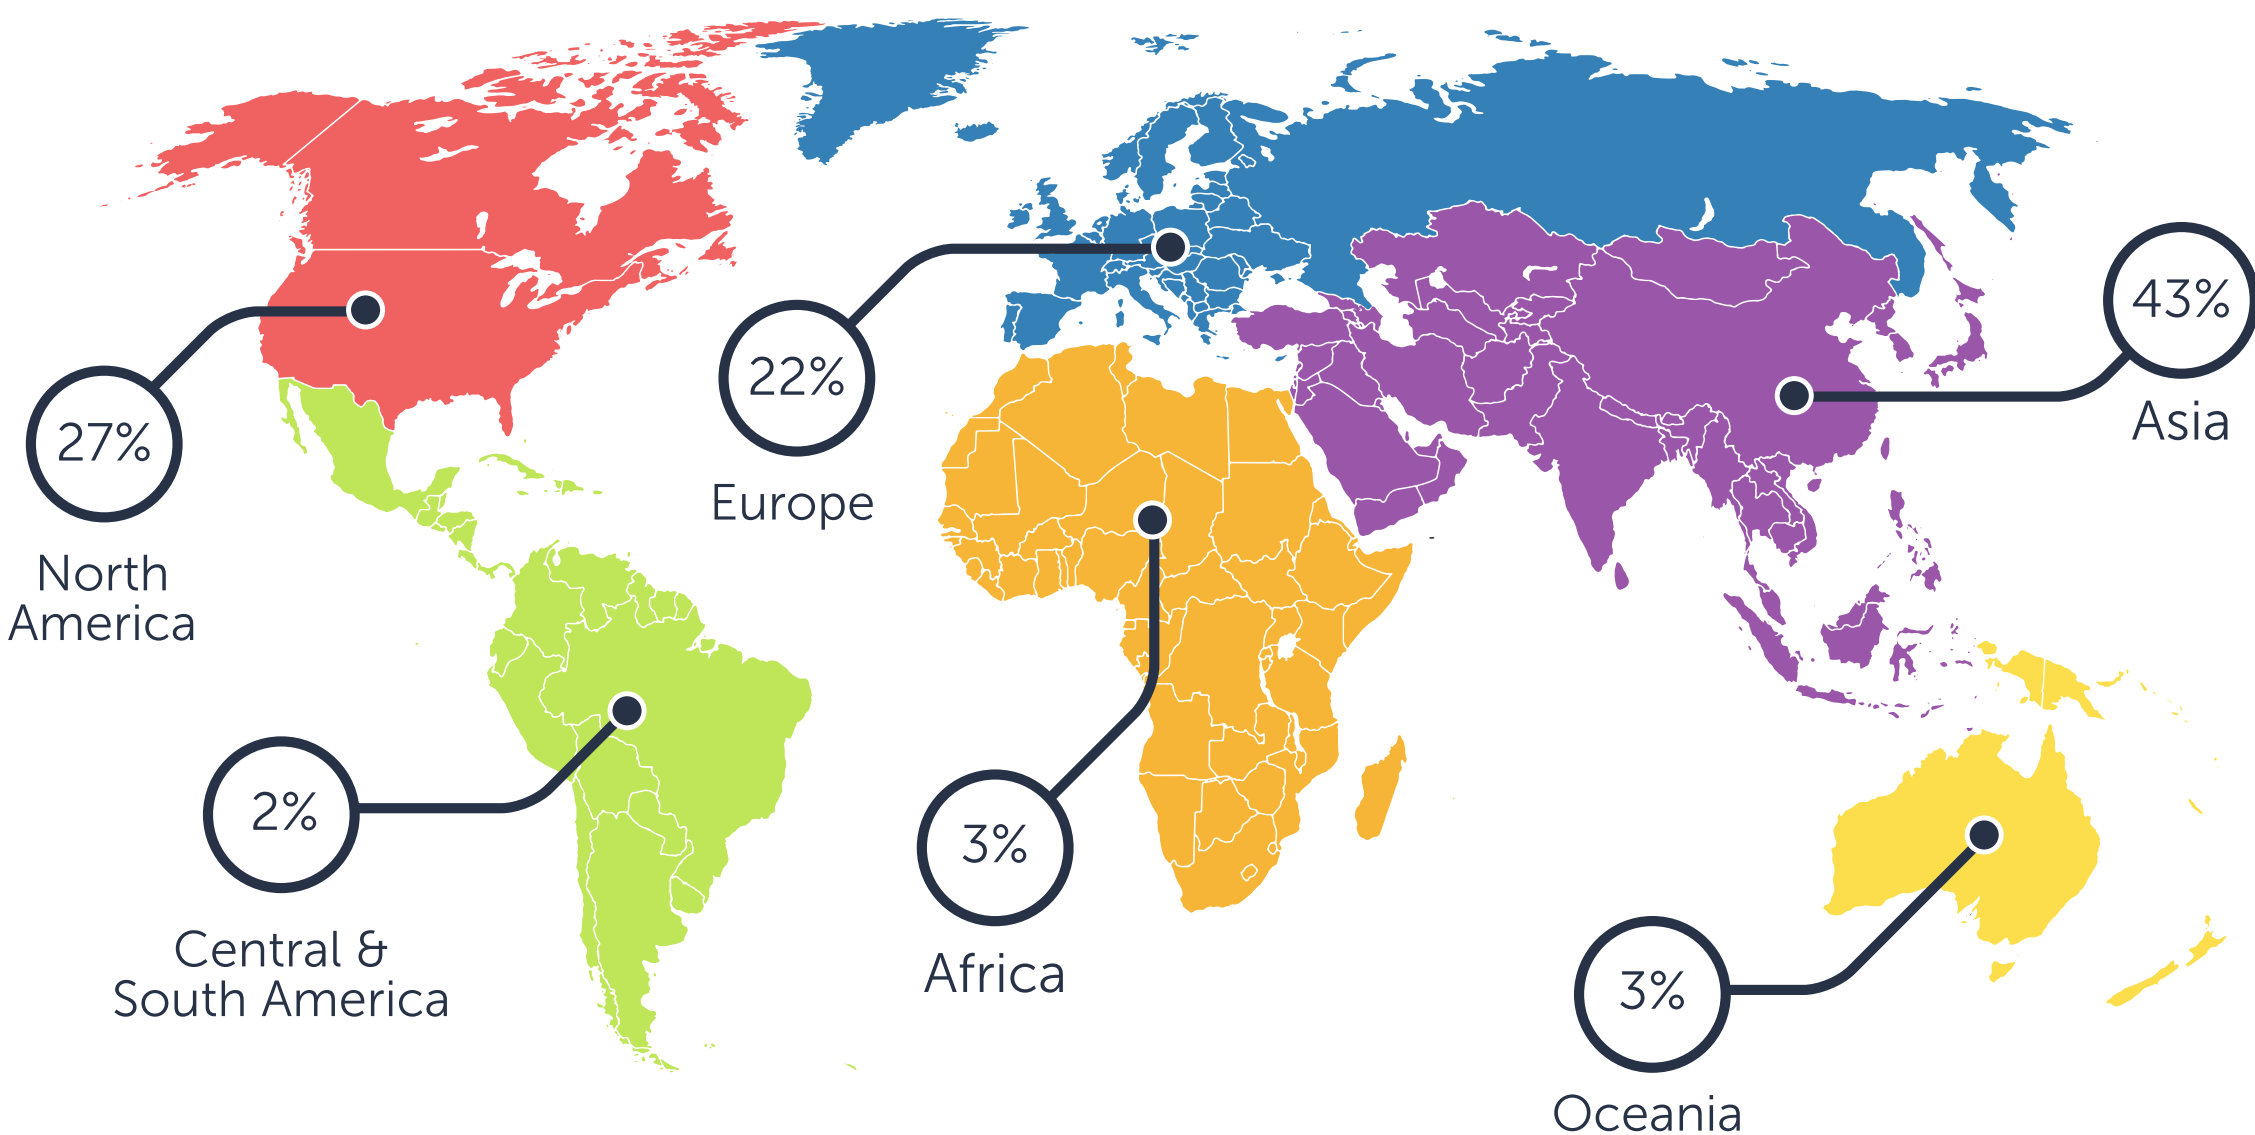 27%
North
America
22%
Europe
43%
Asia
2%
Central &
South America
3%
Africa
3%
Oceania